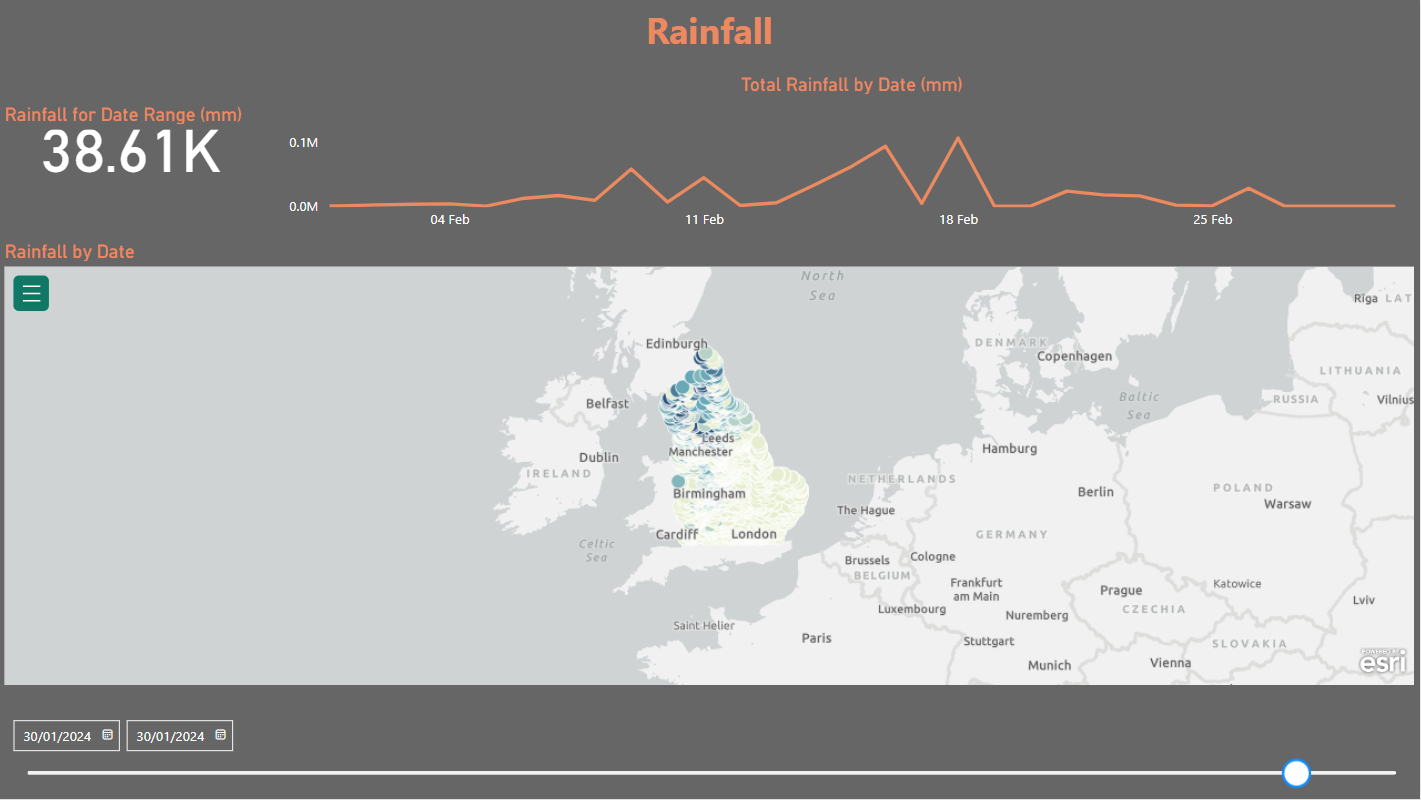 Rainfall
Total Rainfall by Date (mm)
Rainfall for Date Range (mm)
38.61K
0.1M
0.0M
04 Feb
11 Feb
18 Feb
25 Feb
Rainfall by Date
North
Sea
Rīga
LAT
Edinburgh
DENMARK
Copenhagen
LITHUANIA
Belfast
Baltic
Sea
RUSSIA
Vilnius
Leeds
Manchester
Hamburg
Dublin
IRELAND
NETHERLANDS
Birmingham
Berlin
POLAND
Warsaw
The Hague
Cardiff
London
GERMANY
Celtic
Sea
Brussels
Cologne
BELGIUM
Frankfurt
am Main
Prague
Katowice
Lviv
Luxembourg
CZECHIA
Nuremberg
Saint Helier
Paris
Stuttgart
SLOVAKIA
Munich
Vienna
POWERED BY
esri
30/01/2024
30/01/2024